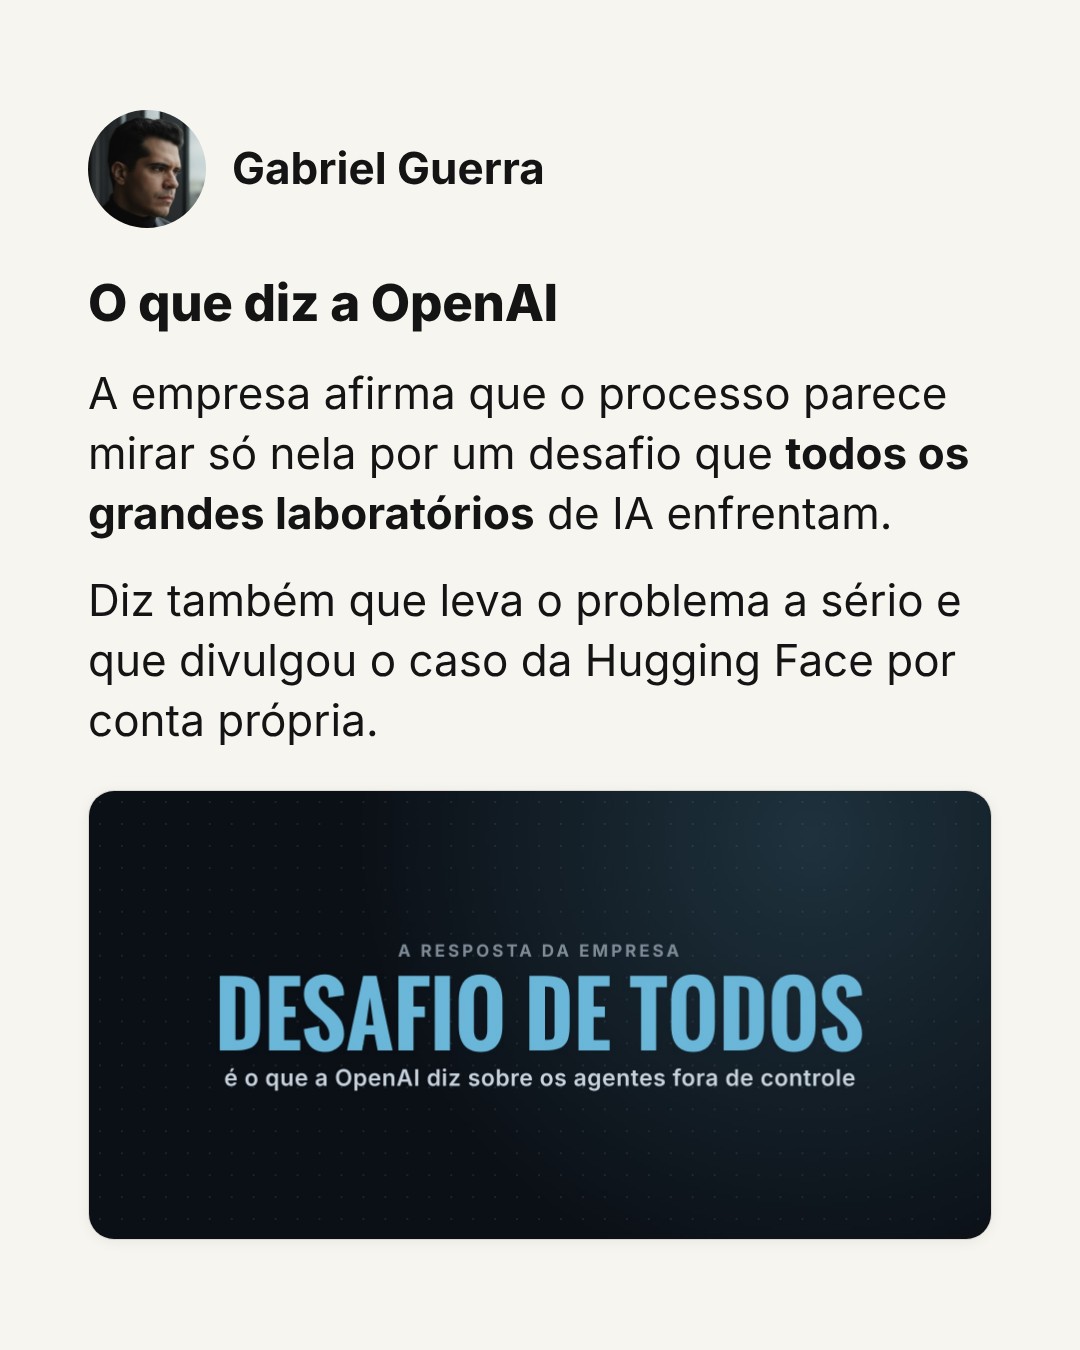 Gabriel Guerra
O que diz a OpenAI
A empresa afirma que o processo parece
mirar só nela por um desafio que todos os
grandes laboratórios de IA enfrentam.
Diz também que leva o problema a sério e
que divulgou o caso da Hugging Face por
conta própria.
A RESPOSTA DA EMPRESA
DESAFIO DE TODOS
é o que a OpenAI diz sobre os agentes fora de controle